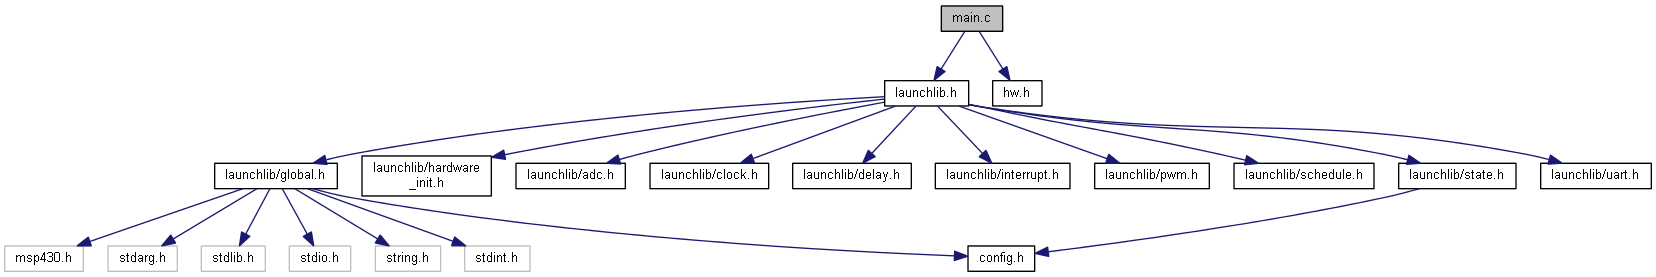 main.c
launchlib.h
hw.h
launchlib/global.h
launchlib/hardware
_init.h
launchlib/adc.h
launchlib/clock.h
launchlib/delay.h
launchlib/interrupt.h
launchlib/pwm.h
launchlib/schedule.h
launchlib/state.h
launchlib/uart.h
msp430.h
stdarg.h
stdlib.h
stdio.h
string.h
stdint.h
config.h